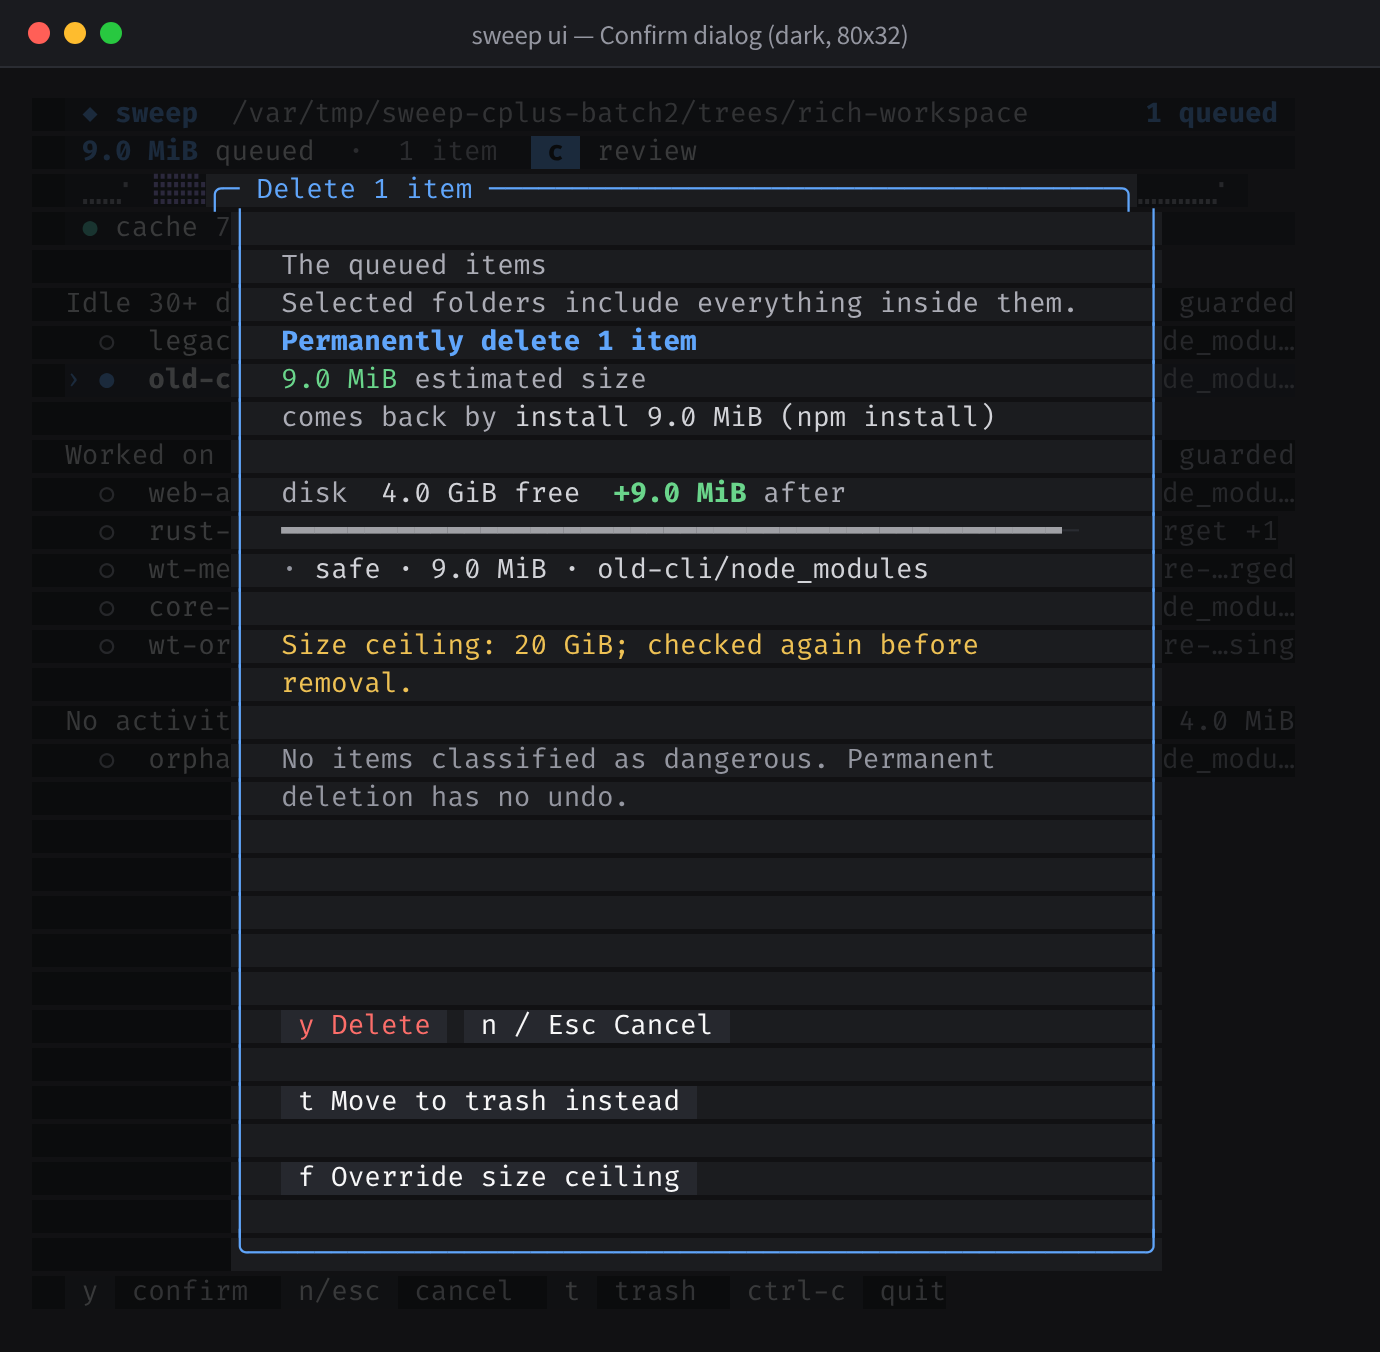 sweep ui — Confirm dialog (dark, 80x32)
◆ sweep /var/tmp/sweep-cplus-batch2/trees/rich-workspace 1 queued
9.0 MiB queued · 1 item c review
Delete 1 item
● cache 7
The queued items
Idle 30+ d Selected folders include everything inside them. guarded
○ legac Permanently delete 1 item de_modu…
› ● old-c 9.0 MiB estimated size de_modu…
comes back by install 9.0 MiB (npm install)
Worked on guarded
○ web-a disk 4.0 GiB free +9.0 MiB after de_modu…
○ rust- rget +1
○ wt-me · safe · 9.0 MiB · old-cli/node_modules re-…rged
○ core- de_modu…
○ wt-or Size ceiling: 20 GiB; checked again before re-…sing
removal.
No activit 4.0 MiB
○ orpha No items classified as dangerous. Permanent de_modu…
deletion has no undo.
y Delete n / Esc Cancel
t Move to trash instead
f Override size ceiling
y confirm n/esc cancel t trash ctrl-c quit